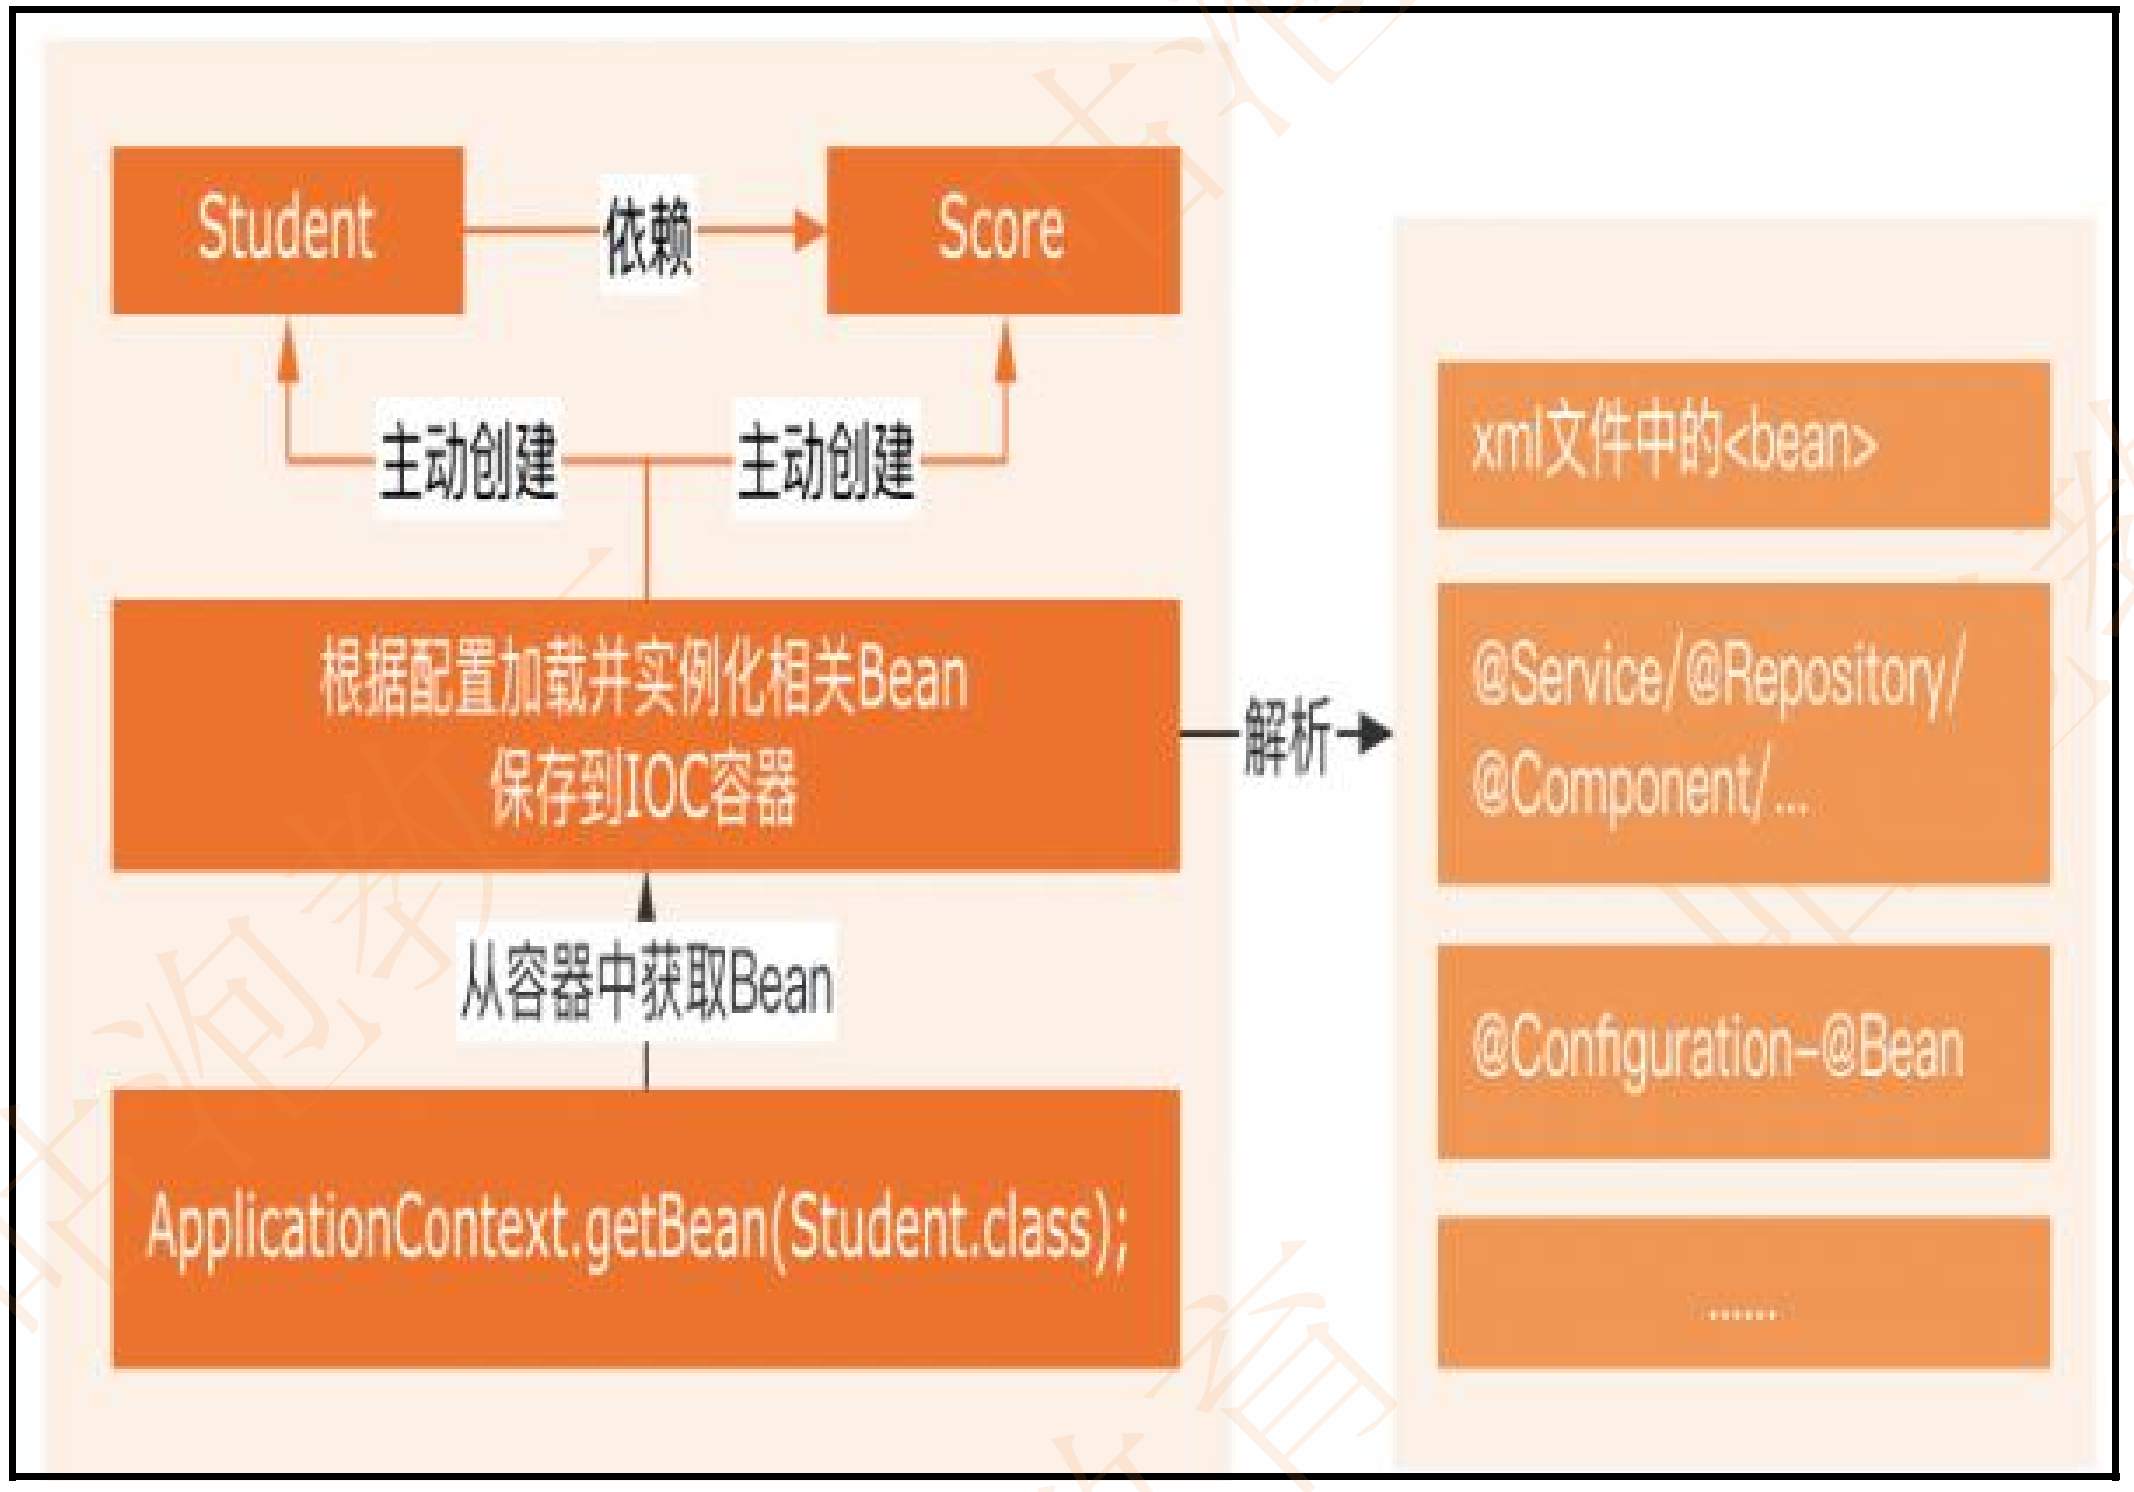 Student
依赖
Score
主动创建
主动创建
根据配置加载并实例化相关Bean
保存到IOC容器
从容器中获取Bean
ApplicationContext.getBean(Student.class);
解析
xml文件中的<bean>
@Service/@Repository/
@Component/...
@Configuration-@Bean
......